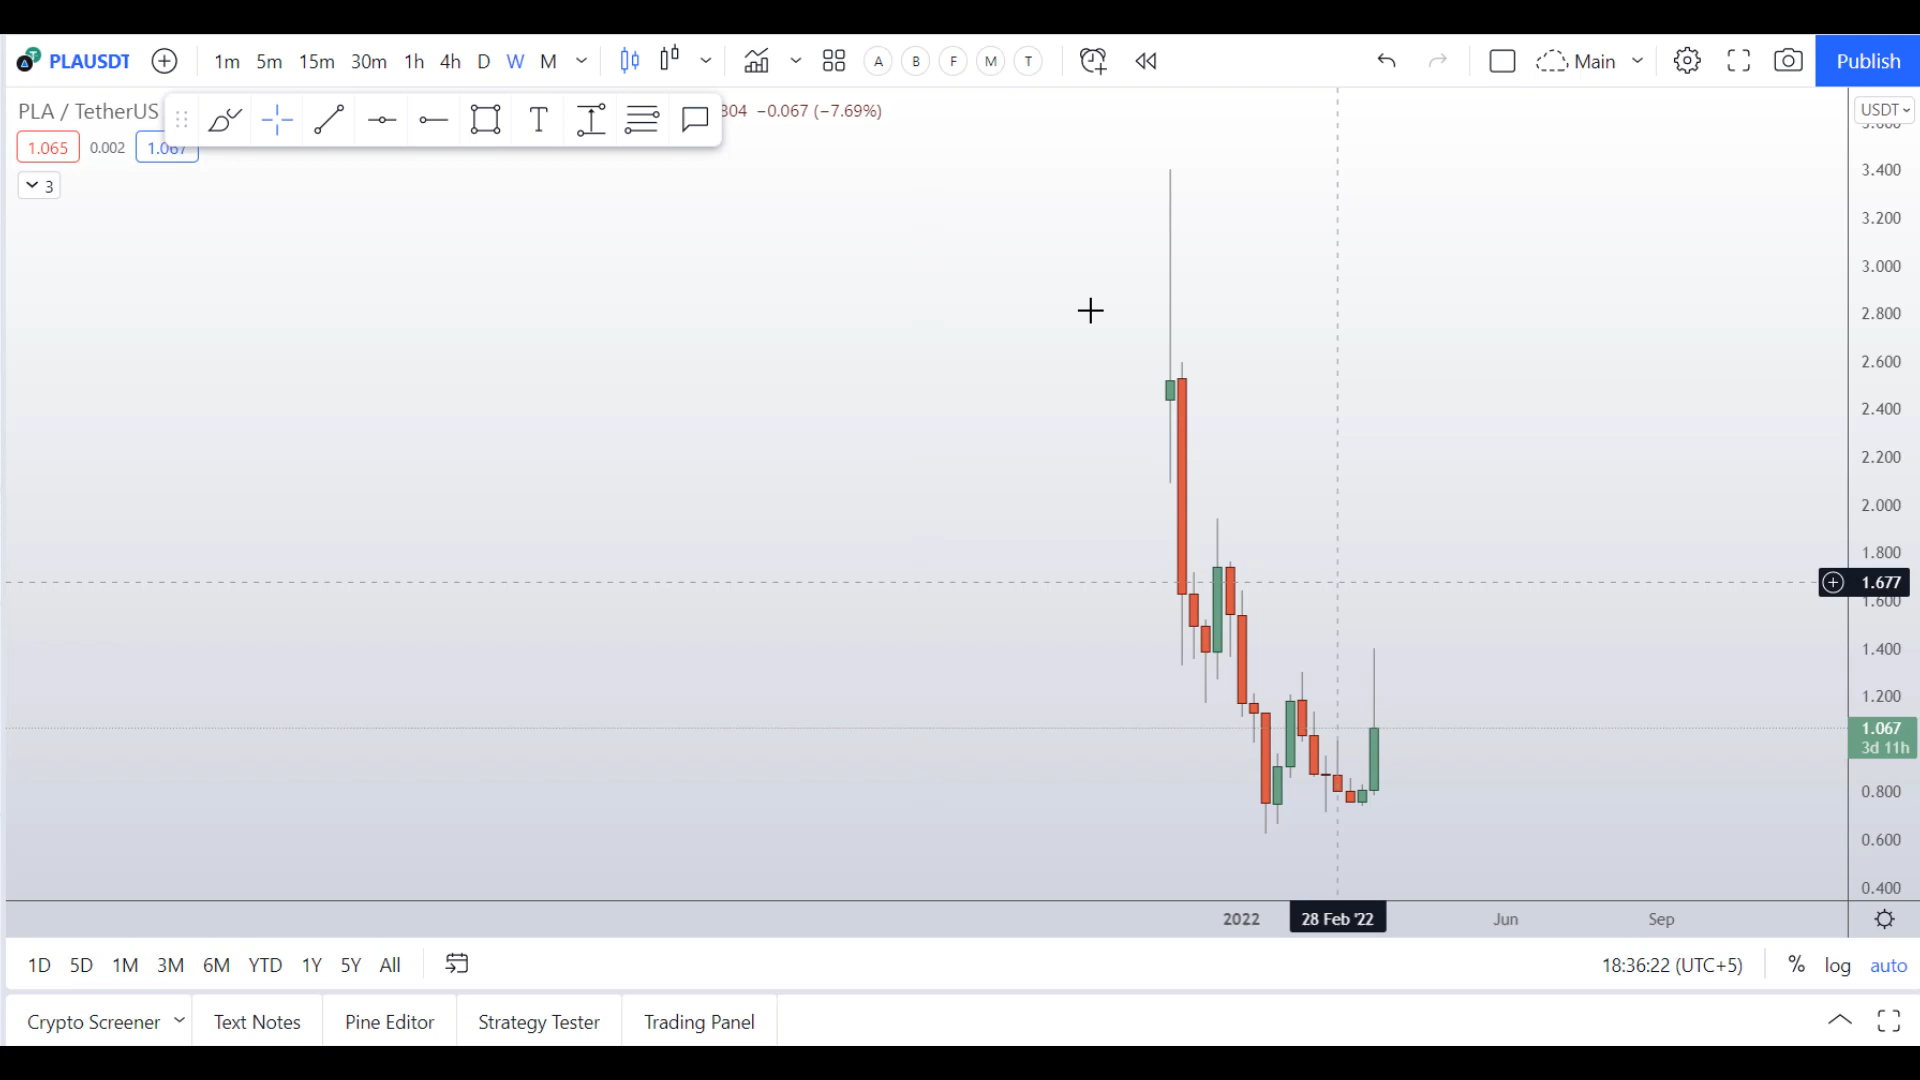 PLAUSDT 1m 5m 15m 30m 1h 4h D W M A B F M T Main Publish
PLA / TetherUS −0.067 (−7.69%) USDT
T
1.065 0.002 1.067
3
3.400
3.200
3.000
2.800
2.600
2.400
2.200
2.000
1.800
1.677
1.600
1.400
1.200
1.067
3d 11h
0.800
0.600
0.400
2022 28 Feb '22 Jun Sep
1D 5D 1M 3M 6M YTD 1Y 5Y All 18:36:22 (UTC+5) % log auto
Crypto Screener Text Notes Pine Editor Strategy Tester Trading Panel